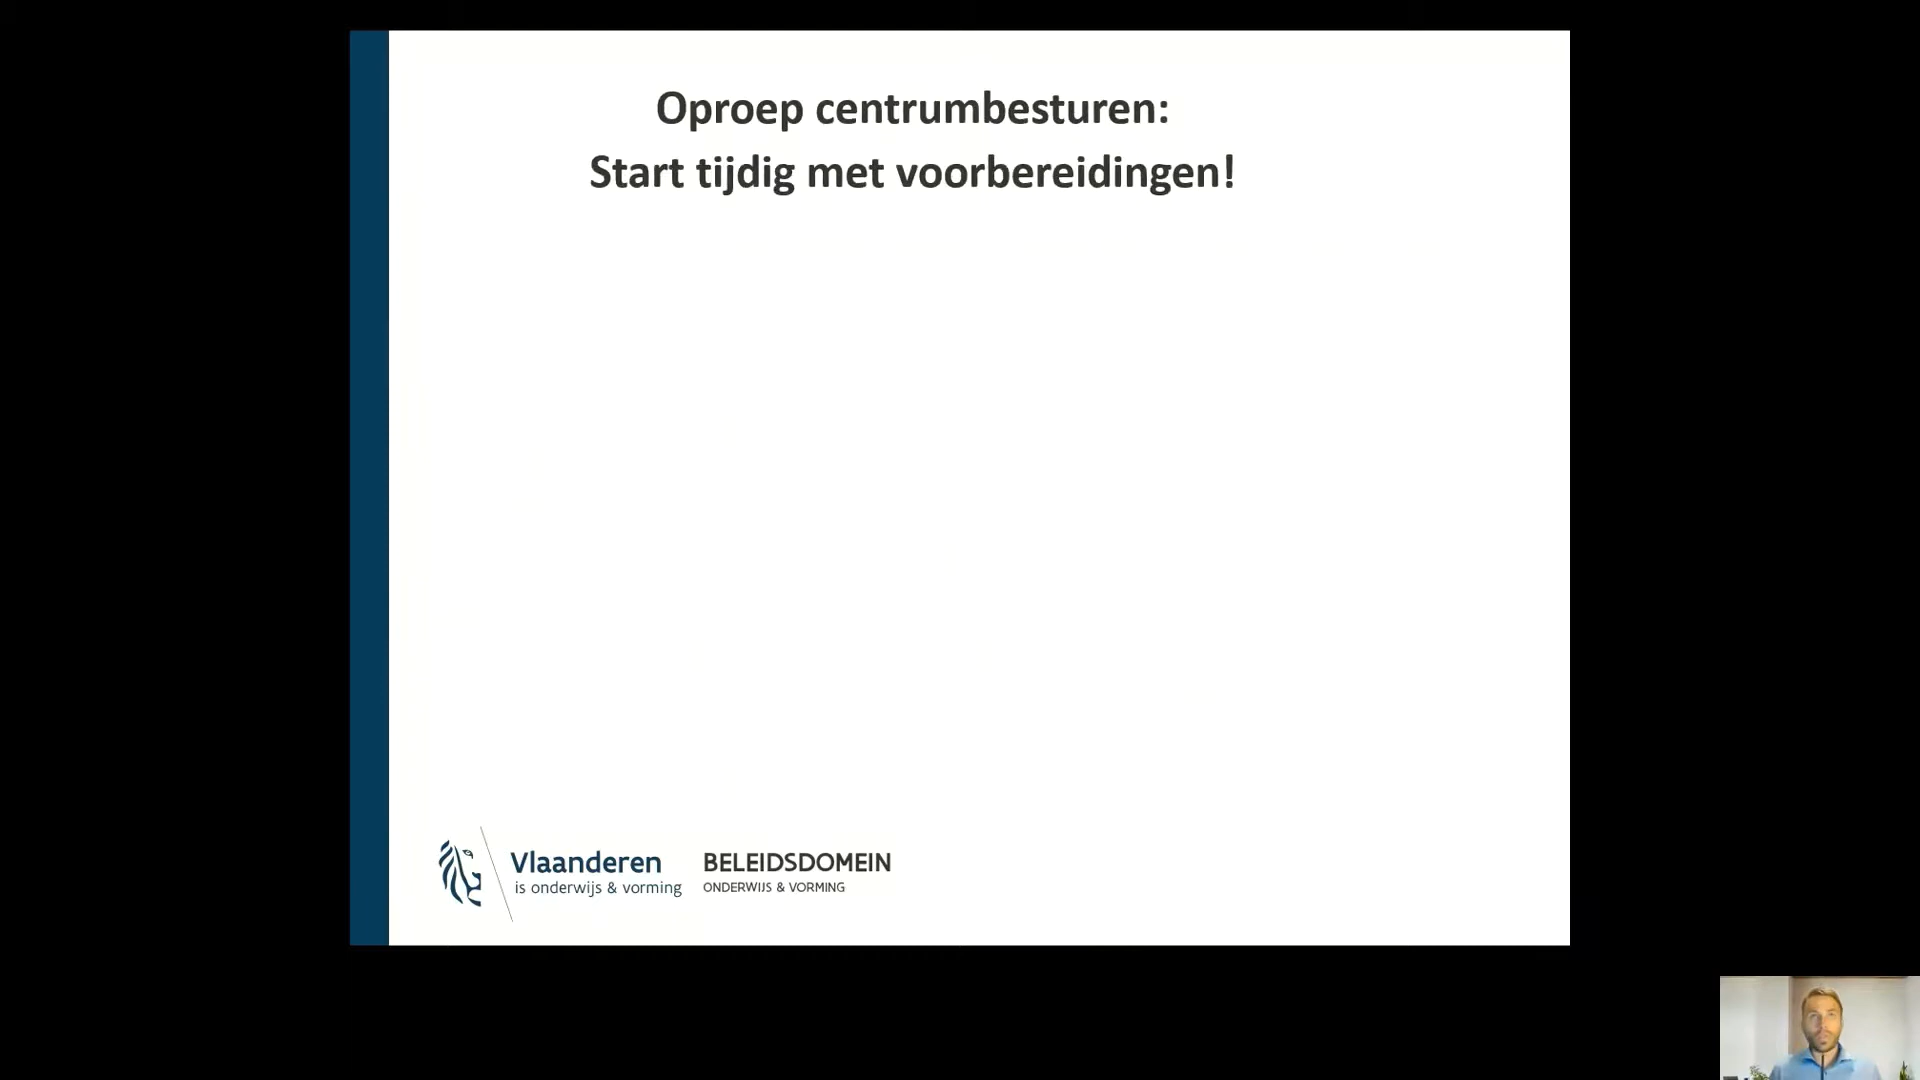 Oproep centrumbesturen:
Start tijdig met voorbereidingen!
Vlaanderen
is onderwijs & vorming
BELEIDSDOMEIN
ONDERWIJS & VORMING